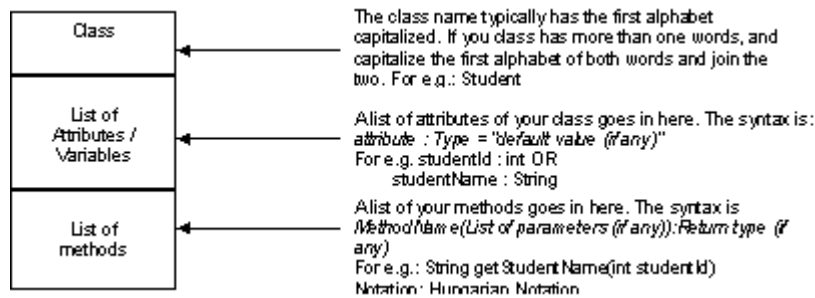 Class
The class name typically has the first alphabet
capitalized. If you class has more than one words, and
capitalize the first alphabet of both words and join the
two. For e.g.: Student
List of
Attributes /
Variables
A list of attributes of your class goes in here. The syntax is:
attribute : Type = "default value (if any)"
For e.g. studentId : int OR
studentName : String
List of
methods
A list of your methods goes in here. The syntax is
MethodName(List of parameters (if any)):Return type (if
any)
For e.g.: String getStudentName(int studentId)
Notation: Hungarian Notation